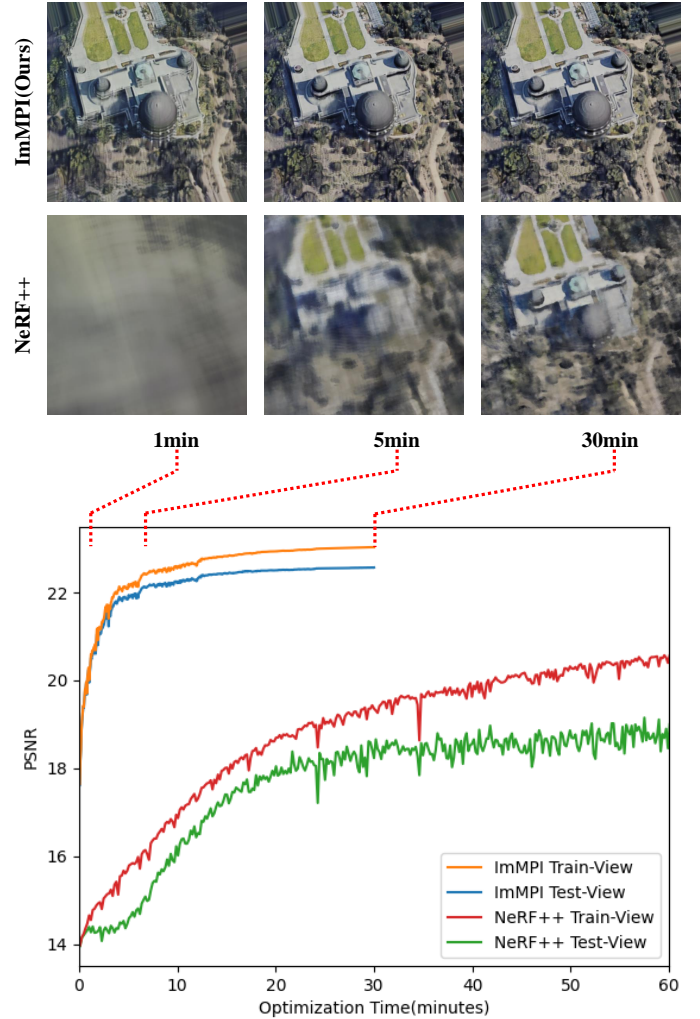 ImMPI(Ours)
NeRF++
1min 5min 30min
PSNR
22
20
18
16
14
ImMPI Train-View
ImMPI Test-View
NeRF++ Train-View
NeRF++ Test-View
0 10 20 30 40 50 60
Optimization Time(minutes)